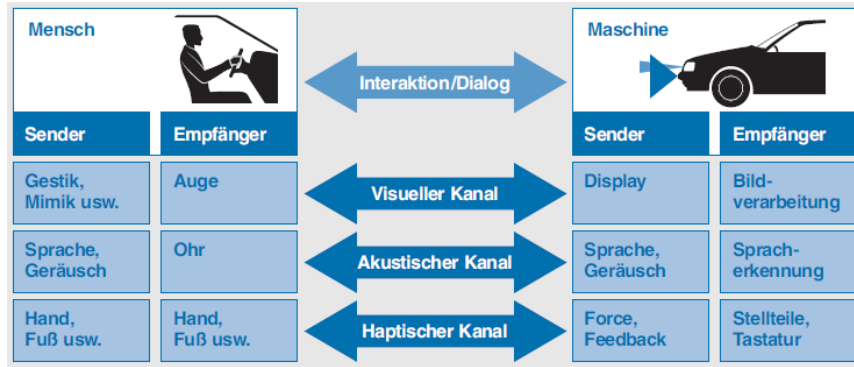 Mensch
Interaktion/Dialog
Maschine
Sender
Empfänger
Sender
Empfänger
Gestik,
Mimik usw.
Auge
Visueller Kanal
Display
Bild-
verarbeitung
Sprache,
Geräusch
Ohr
Akustischer Kanal
Sprache,
Geräusch
Sprach-
erkennung
Hand,
Fuß usw.
Hand,
Fuß usw.
Haptischer Kanal
Force,
Feedback
Stellteile,
Tastatur